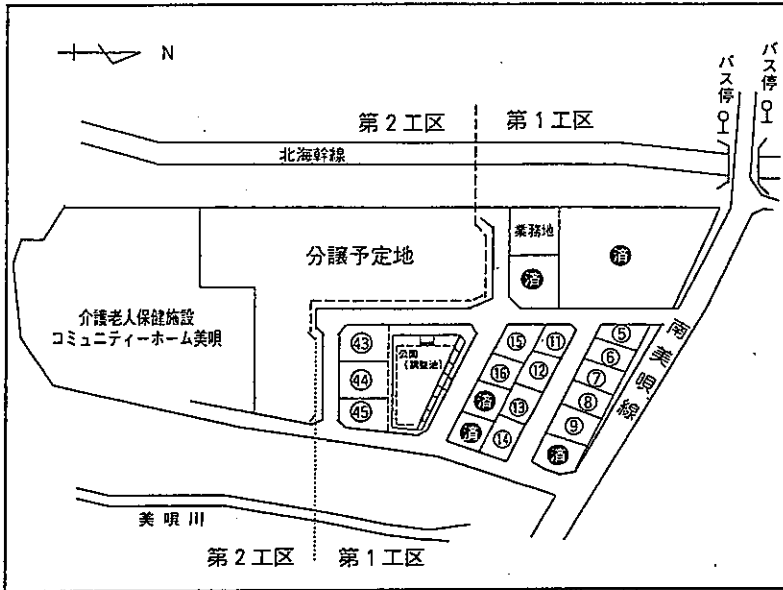 N
バス停
バス停
第2工区
第1工区
北海幹線
業務地
済
済
分譲予定地
介護老人保健施設
コミュニティーホーム美唄
南美唄線
㊸
㊹
㊺
公園
(調整池)
⑮
⑪
⑯
⑫
済
⑬
済
⑭
⑤
⑥
⑦
⑧
⑨
済
美唄川
第2工区
第1工区